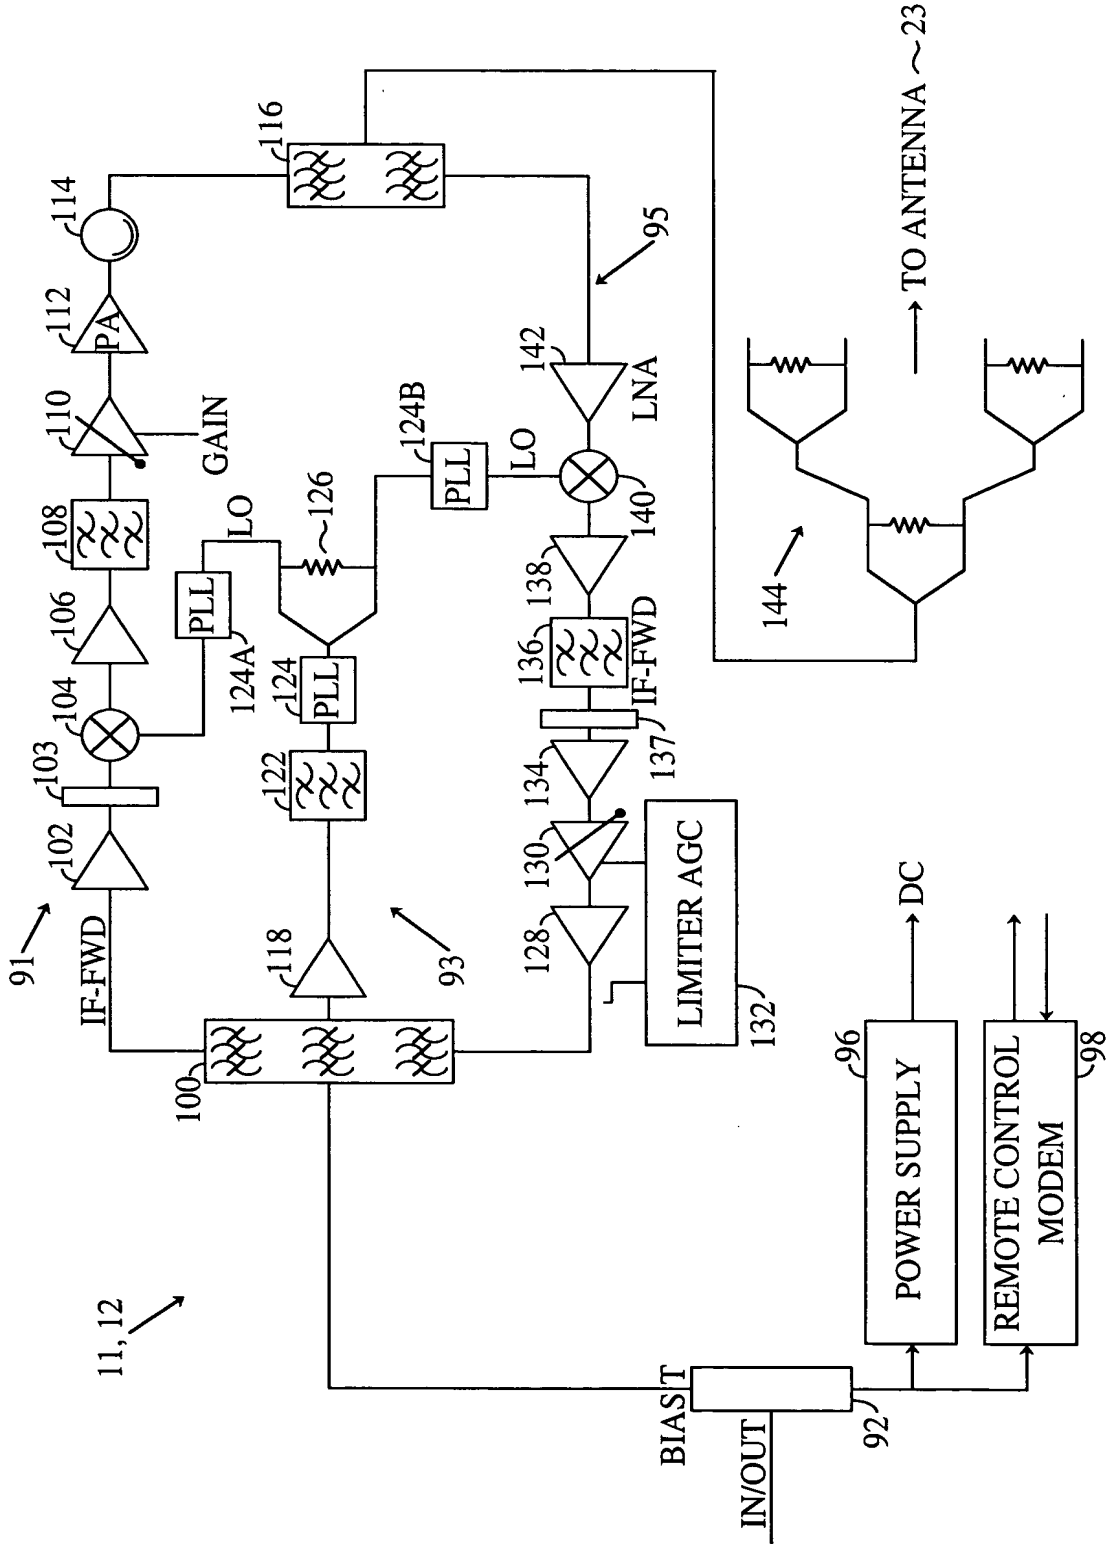 11, 12
91
IF-FWD
102
103
104
106
108
110
GAIN
112
PA
114
116
100
118
93
122
124
PLL
124A
PLL
LO
126
124B
PLL
LO
95
142
LNA
140
138
136
IF-FWD
137
134
130
128
LIMITER AGC
132
144
TO ANTENNA
23
BIAS T
IN/OUT
92
96
POWER SUPPLY
DC
REMOTE CONTROL
MODEM
98